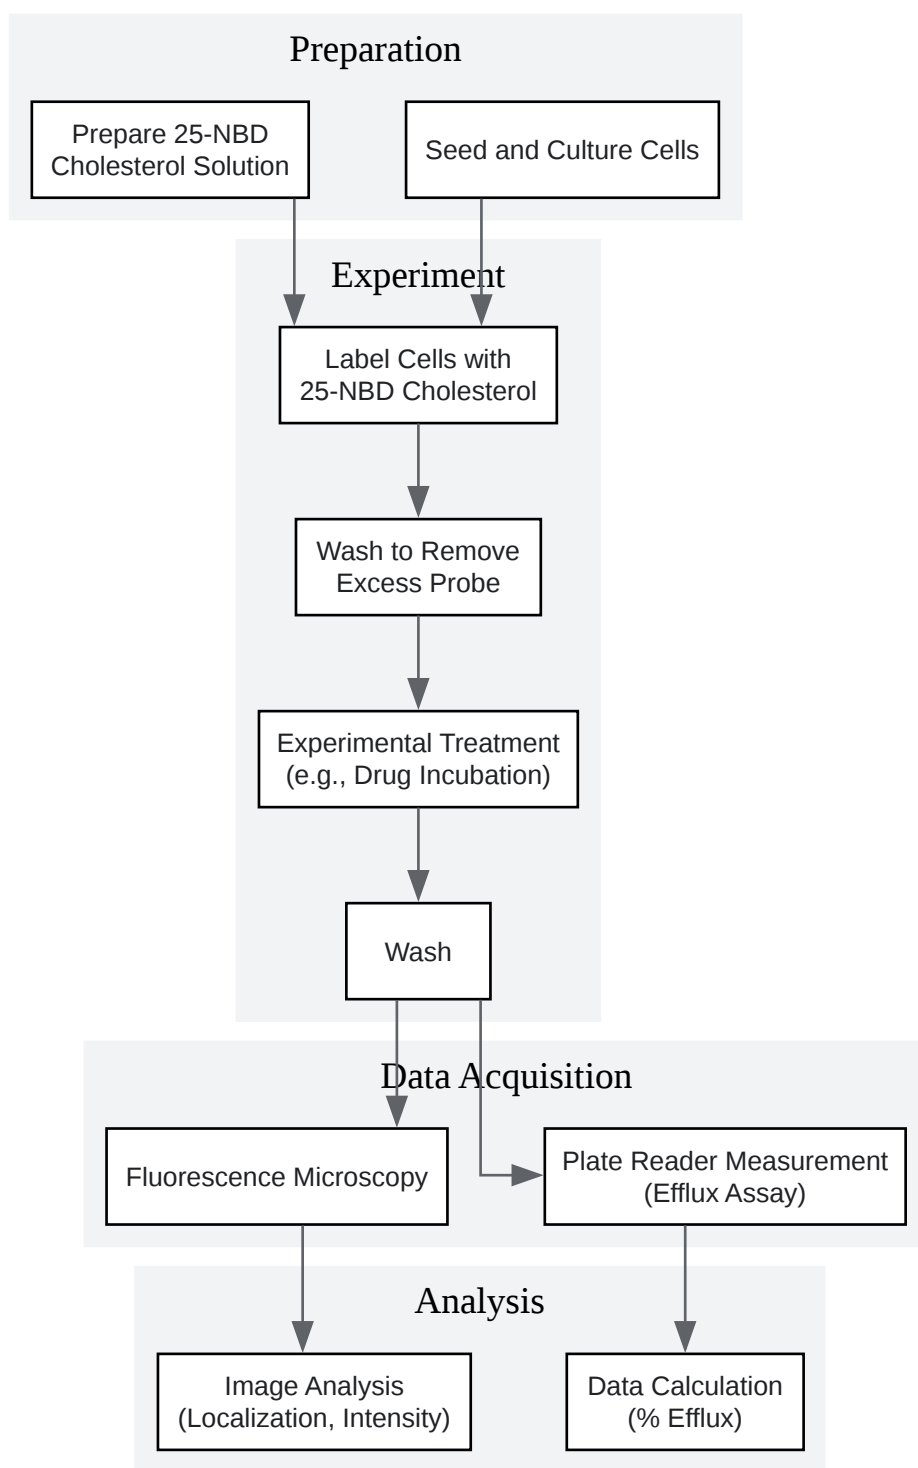 Preparation
Prepare 25-NBD
Cholesterol Solution
Seed and Culture Cells
Experiment
Label Cells with
25-NBD Cholesterol
Wash to Remove
Excess Probe
Experimental Treatment
(e.g., Drug Incubation)
Wash
Data Acquisition
Fluorescence Microscopy
Plate Reader Measurement
(Efflux Assay)
Analysis
Image Analysis
(Localization, Intensity)
Data Calculation
(% Efflux)